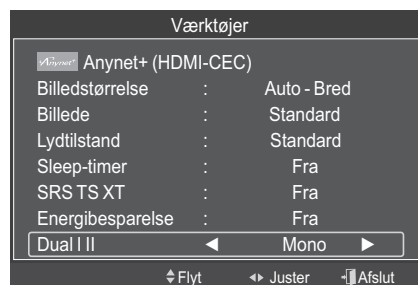 Værktøjer
Anynet+ Anynet+ (HDMI-CEC)
Billedstørrelse : Auto - Bred
Billede : Standard
Lydtilstand : Standard
Sleep-timer : Fra
SRS TS XT : Fra
Energibesparelse : Fra
Dual I II ◄ Mono ►
Flyt Juster Afslut